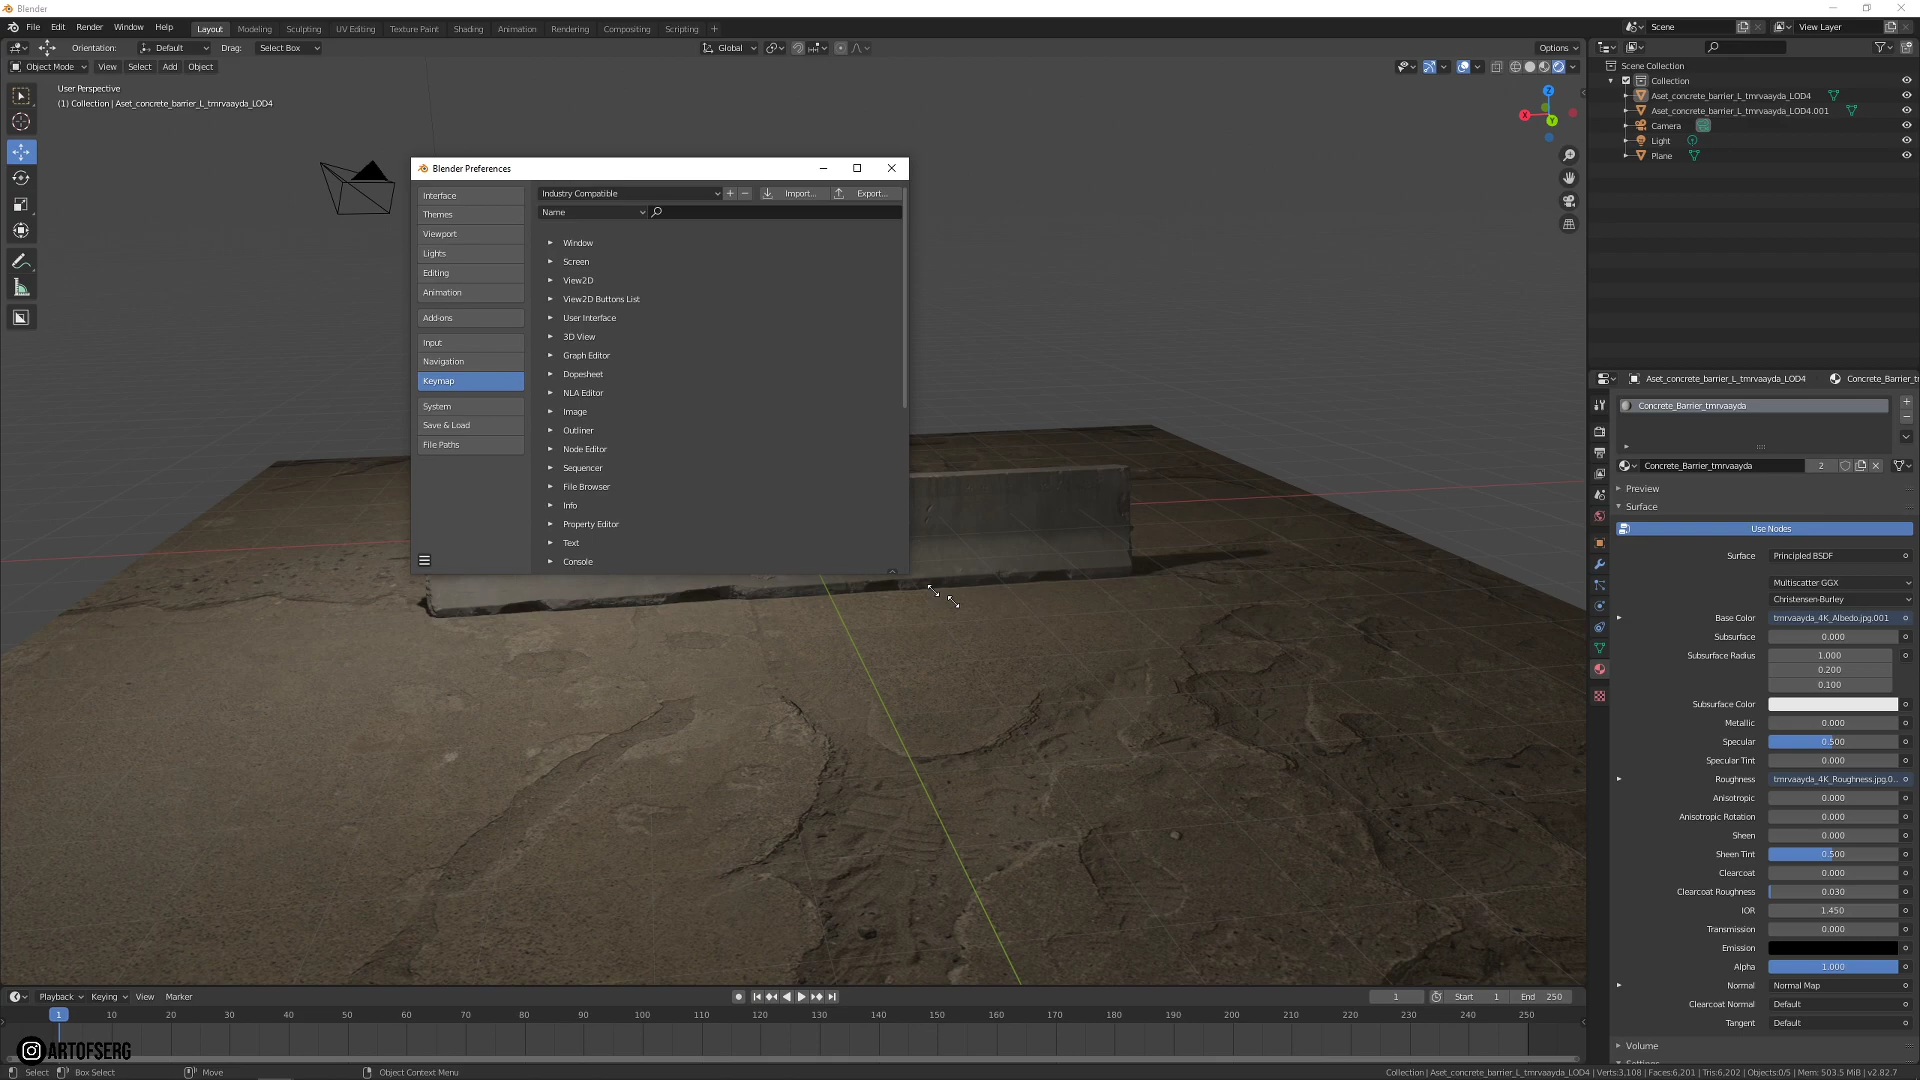 Blender
File Edit Render Window Help
Layout Modeling Sculpting UV Editing Texture Paint Shading Animation Rendering Compositing Scripting +
Scene
View Layer
Orientation: Default Drag: Select Box
Global
Options
Object Mode View Select Add Object
User Perspective
(1) Collection | Aset_concrete_barrier_L_tmrvaayda_LOD4
Z
X
Y
Scene Collection
Collection
Aset_concrete_barrier_L_tmrvaayda_LOD4
Aset_concrete_barrier_L_tmrvaayda_LOD4.001
Camera
Light
Plane
Blender Preferences
Interface
Themes
Viewport
Lights
Editing
Animation
Add-ons
Input
Navigation
Keymap
System
Save & Load
File Paths
Industry Compatible
Import...
Export...
Name
Window
Screen
View2D
View2D Buttons List
User Interface
3D View
Graph Editor
Dopesheet
NLA Editor
Image
Outliner
Node Editor
Sequencer
File Browser
Info
Property Editor
Text
Console
Aset_concrete_barrier_L_tmrvaayda_LOD4 Concrete_Barrier_tr
Concrete_Barrier_tmrvaayda
Concrete_Barrier_tmrvaayda 2
Preview
Surface
Use Nodes
Surface Principled BSDF
Multiscatter GGX
Christensen-Burley
Base Color tmrvaayda_4K_Albedo.jpg.001
Subsurface 0.000
Subsurface Radius 1.000
0.200
0.100
Subsurface Color
Metallic 0.000
Specular 0.500
Specular Tint 0.000
Roughness tmrvaayda_4K_Roughness.jpg.0...
Anisotropic 0.000
Anisotropic Rotation 0.000
Sheen 0.000
Sheen Tint 0.500
Clearcoat 0.000
Clearcoat Roughness 0.030
IOR 1.450
Transmission 0.000
Emission
Alpha 1.000
Normal Normal Map
Clearcoat Normal Default
Tangent Default
Volume
Playback Keying View Marker
1 Start 1 End 250
1 10 20 30 40 50 60 70 80 90 100 110 120 130 140 150 160 170 180 190 200 210 220 230 240 250
ARTOFSERG
Select Box Select Move Object Context Menu
Collection | Aset_concrete_barrier_L_tmrvaayda_LOD4 | Verts:3,108 | Faces:6,201 | Tris:6,202 | Objects:0/5 | Mem: 503.5 MiB | v2.82.7